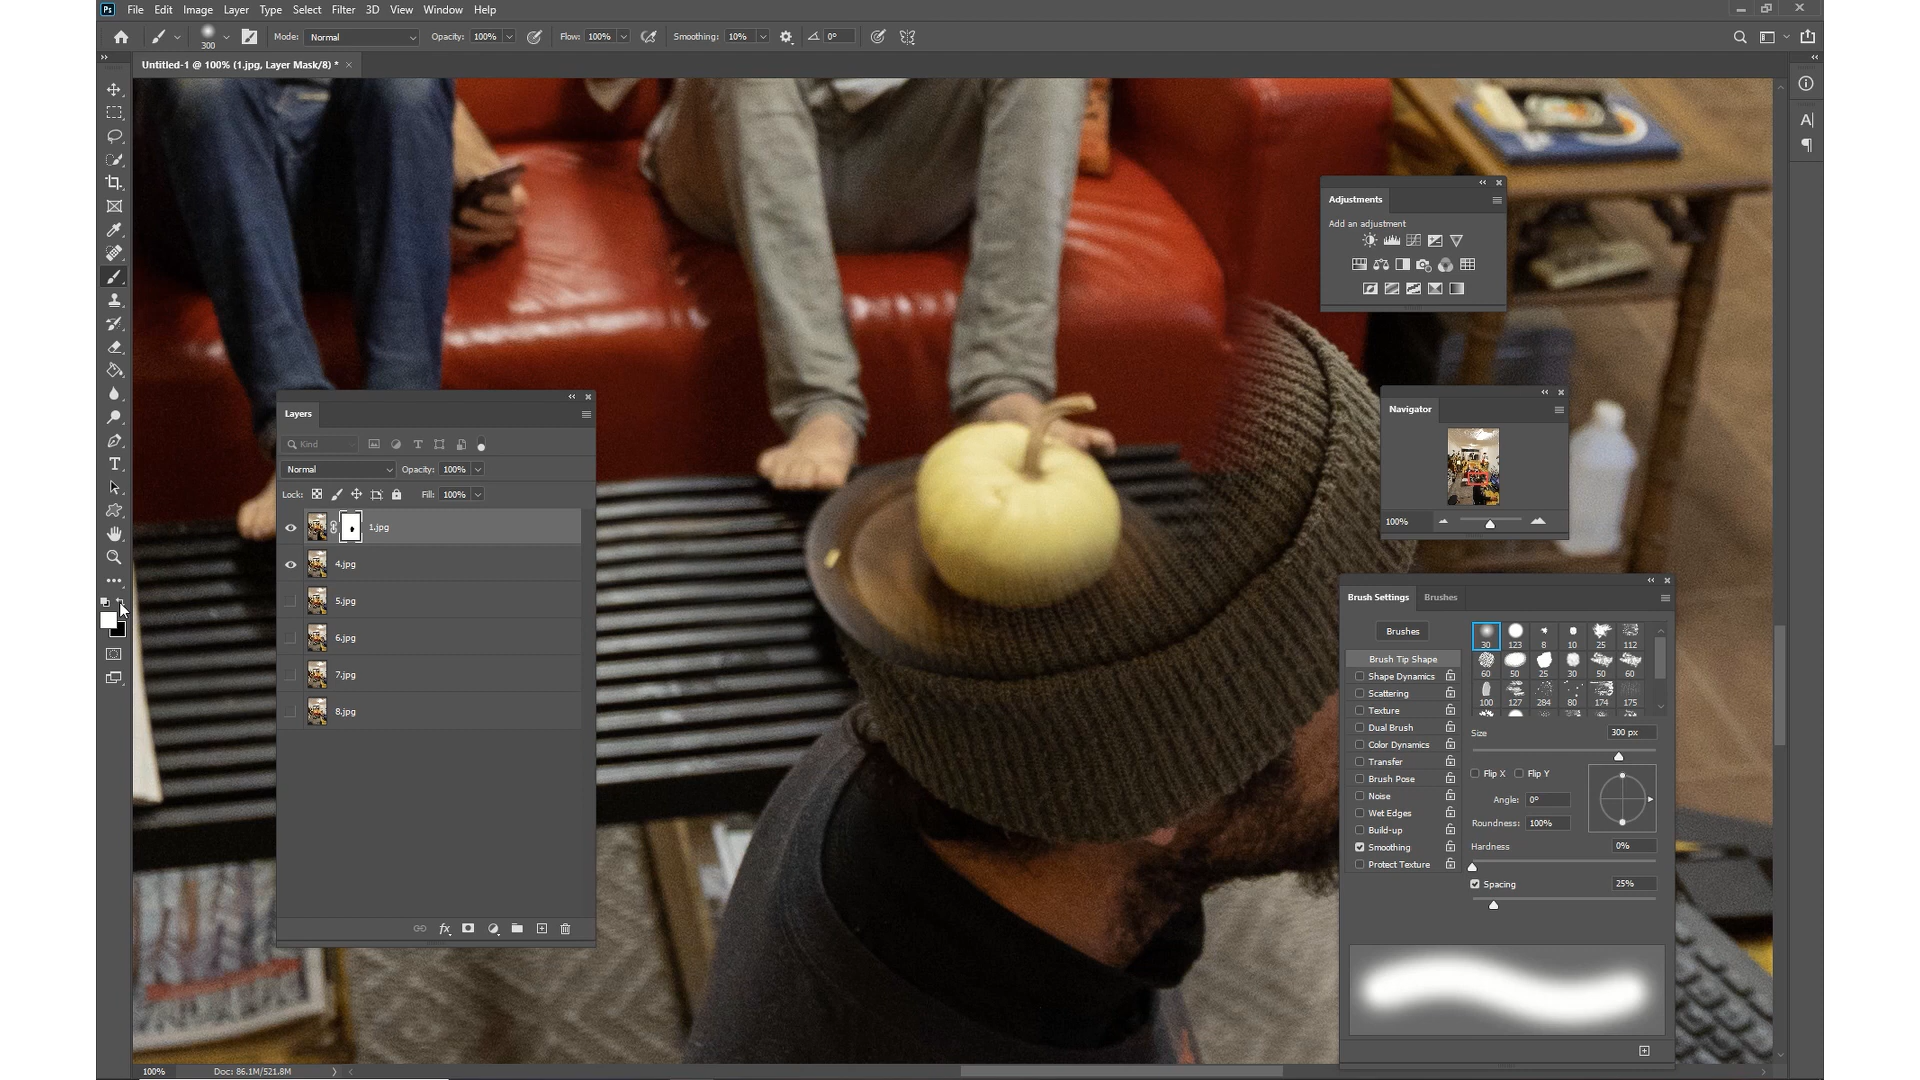 Ps File Edit Image Layer Type Select Filter 3D View Window Help
300 Mode: Normal Opacity: 100% Flow: 100% Smoothing: 10% 0°
Untitled-1 @ 100% (1.jpg, Layer Mask/8) * ×
Adjustments
Add an adjustment
Layers
Kind
Normal Opacity: 100%
Lock: Fill: 100%
1.jpg
4.jpg
5.jpg
6.jpg
7.jpg
8.jpg
fx
Navigator
100%
Brush Settings Brushes
Brushes
Brush Tip Shape
Shape Dynamics
Scattering
Texture
Dual Brush
Color Dynamics
Transfer
Brush Pose
Noise
Wet Edges
Build-up
Smoothing
Protect Texture
30 123 8 10 25 112
60 50 25 30 50 60
100 127 284 80 174 175
Size 300 px
Flip X Flip Y
Angle: 0°
Roundness: 100%
Hardness 0%
Spacing 25%
100% Doc: 86.1M/521.8M